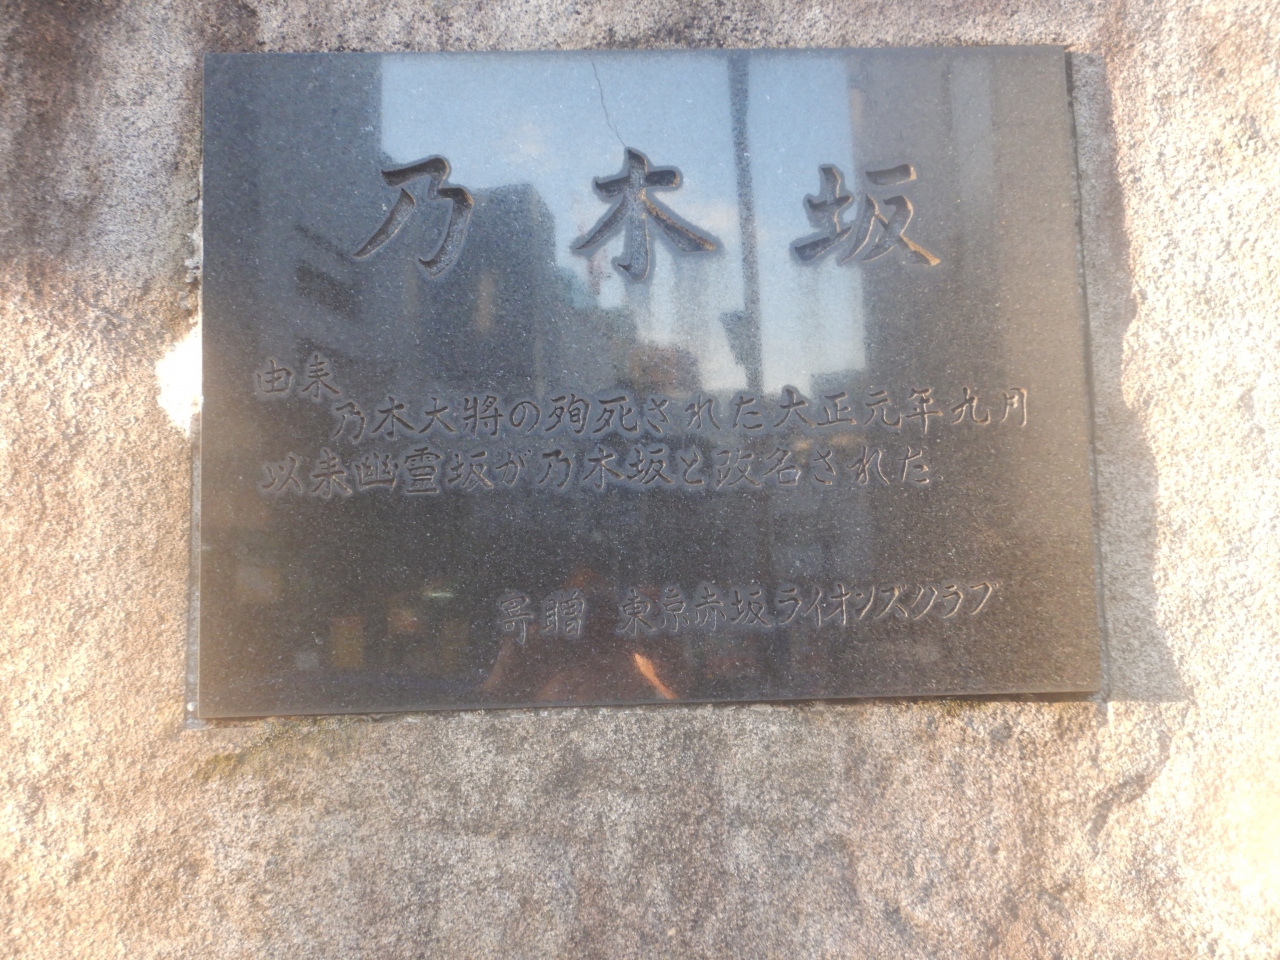 乃木坂
由来
乃木大將の殉死された大正元年九月
以来幽霊坂が乃木坂と改名された
寄贈 東京赤坂ライオンズクラブ